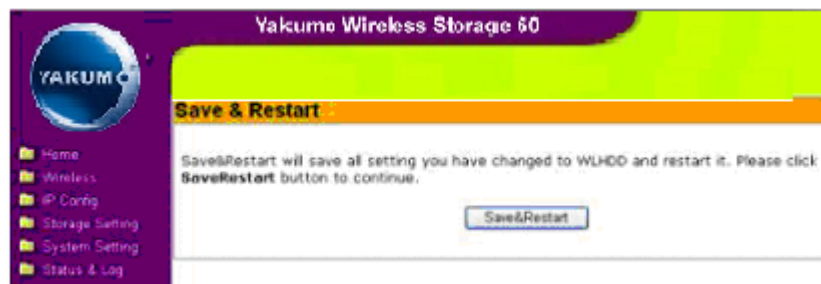 Yakumo Wireless Storage 60
YAKUMO
Save & Restart
Home
Wireless
IP Config
Storage Setting
System Setting
Status & Log
Save&Restart will save all setting you have changed to WLHDD and restart it. Please click
SaveRestart button to continue.
Save&Restart